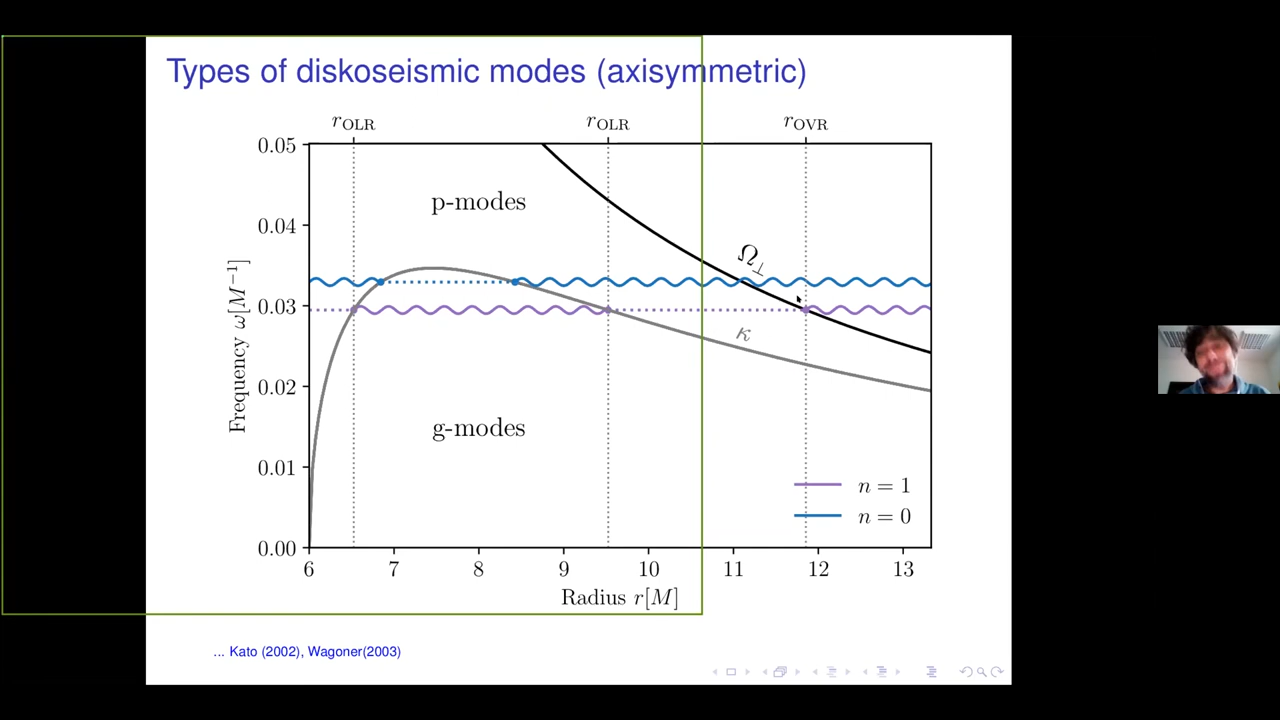 Types of diskoseismic modes (axisymmetric)
r_OLR r_OLR r_OVR
0.05
p-modes
0.04
Ω⊥
0.03
κ
0.02
g-modes
0.01
n = 1
n = 0
0.00
6 7 8 9 10 11 12 13
Frequency ω[M⁻¹]
Radius r[M]
... Kato (2002), Wagoner(2003)